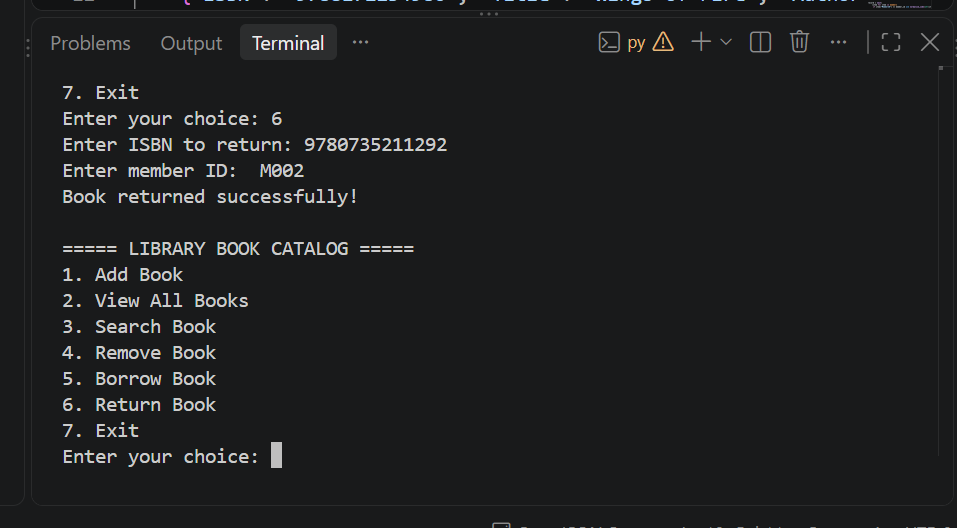 Problems Output Terminal ··· py
7. Exit
Enter your choice: 6
Enter ISBN to return: 9780735211292
Enter member ID:  M002
Book returned successfully!
===== LIBRARY BOOK CATALOG =====
1. Add Book
2. View All Books
3. Search Book
4. Remove Book
5. Borrow Book
6. Return Book
7. Exit
Enter your choice: